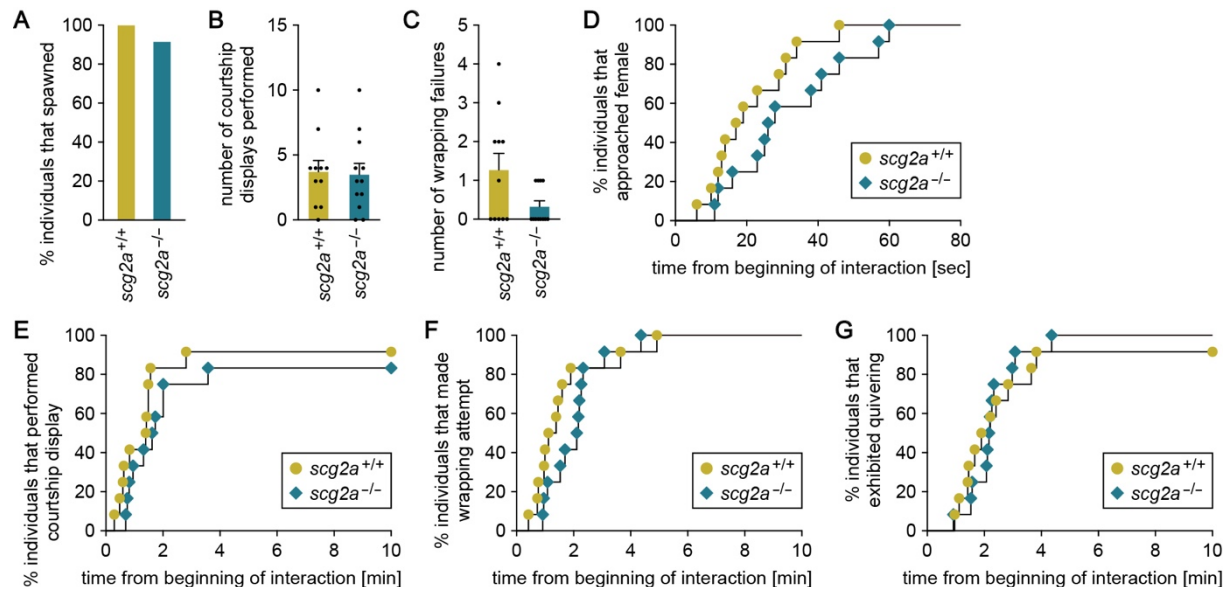 A
% individuals that spawned
100
80
60
40
20
0
scg2a+/+
scg2a−/−
B
number of courtship
displays performed
15
10
5
0
scg2a+/+
scg2a−/−
C
number of wrapping failures
5
4
3
2
1
0
scg2a+/+
scg2a−/−
D
% individuals that
approached female
100
80
60
40
20
0
scg2a+/+
scg2a−/−
0 20 40 60 80
time from beginning of interaction [sec]
E
% individuals that performed
courtship display
100
80
60
40
20
0
scg2a+/+
scg2a−/−
0 2 4 6 8 10
time from beginning of interaction [min]
F
% individuals that made
wrapping attempt
100
80
60
40
20
0
scg2a+/+
scg2a−/−
0 2 4 6 8 10
time from beginning of interaction [min]
G
% individuals that
exhibited quivering
100
80
60
40
20
0
scg2a+/+
scg2a−/−
0 2 4 6 8 10
time from beginning of interaction [min]